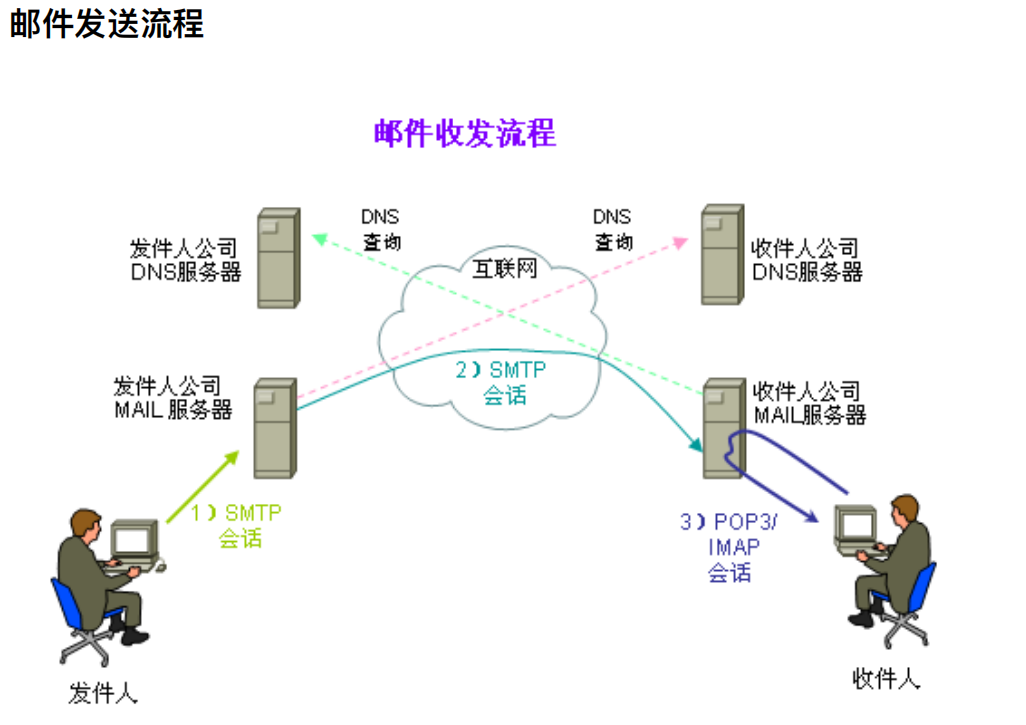 邮件发送流程
邮件收发流程
DNS
查询
DNS
查询
发件人公司
DNS服务器
互联网
收件人公司
DNS服务器
发件人公司
MAIL 服务器
2）SMTP
会话
收件人公司
MAIL服务器
1）SMTP
会话
3）POP3/
IMAP
会话
发件人
收件人